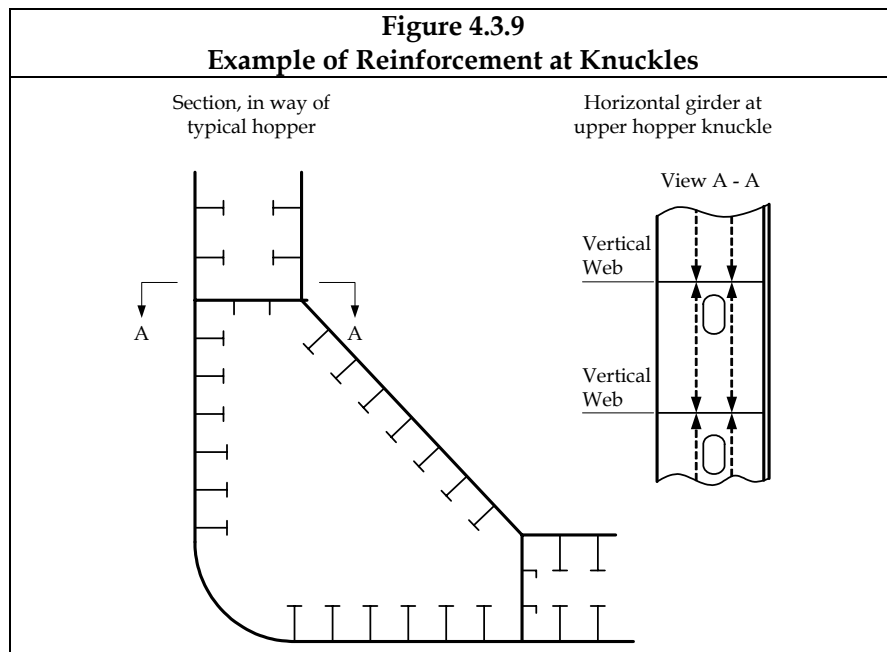 Figure 4.3.9
Example of Reinforcement at Knuckles
Section, in way of
typical hopper
Horizontal girder at
upper hopper knuckle
View A - A
Vertical
Web
A
A
Vertical
Web